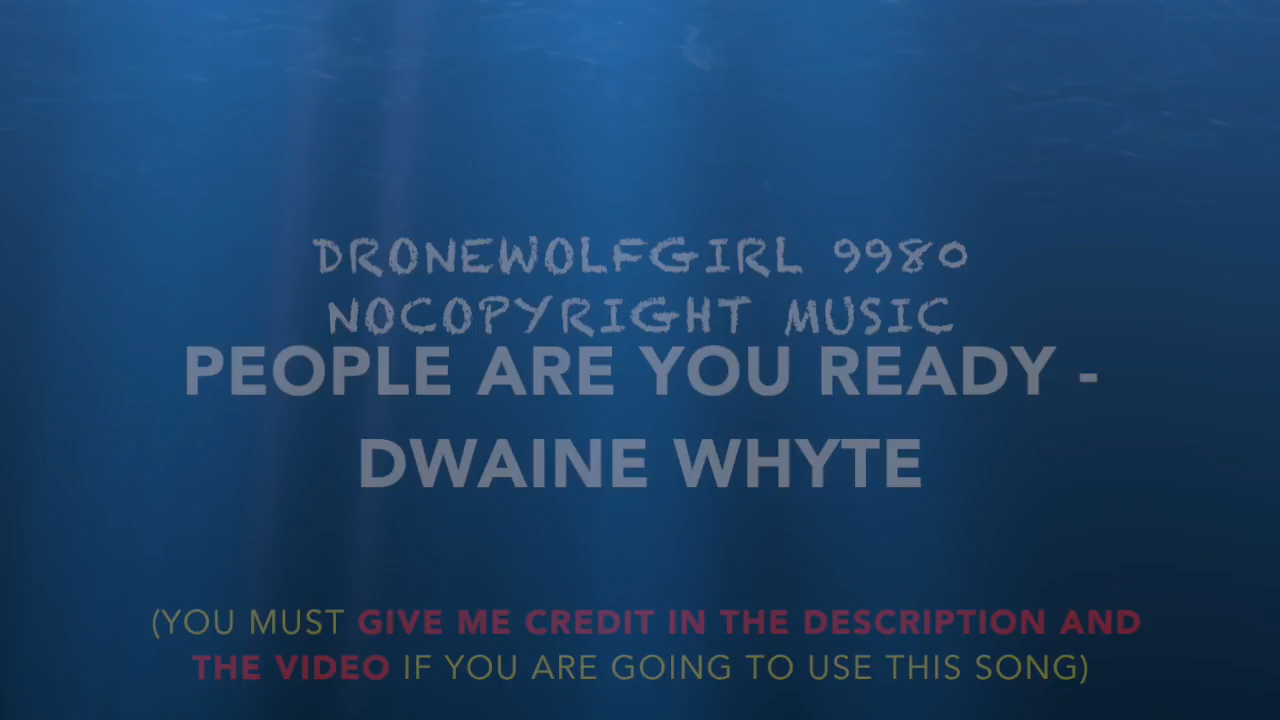 DRONEWOLFGIRL 9980
NOCOPYRIGHT MUSIC
PEOPLE ARE YOU READY -
DWAINE WHYTE
(YOU MUST GIVE ME CREDIT IN THE DESCRIPTION AND
THE VIDEO IF YOU ARE GOING TO USE THIS SONG)